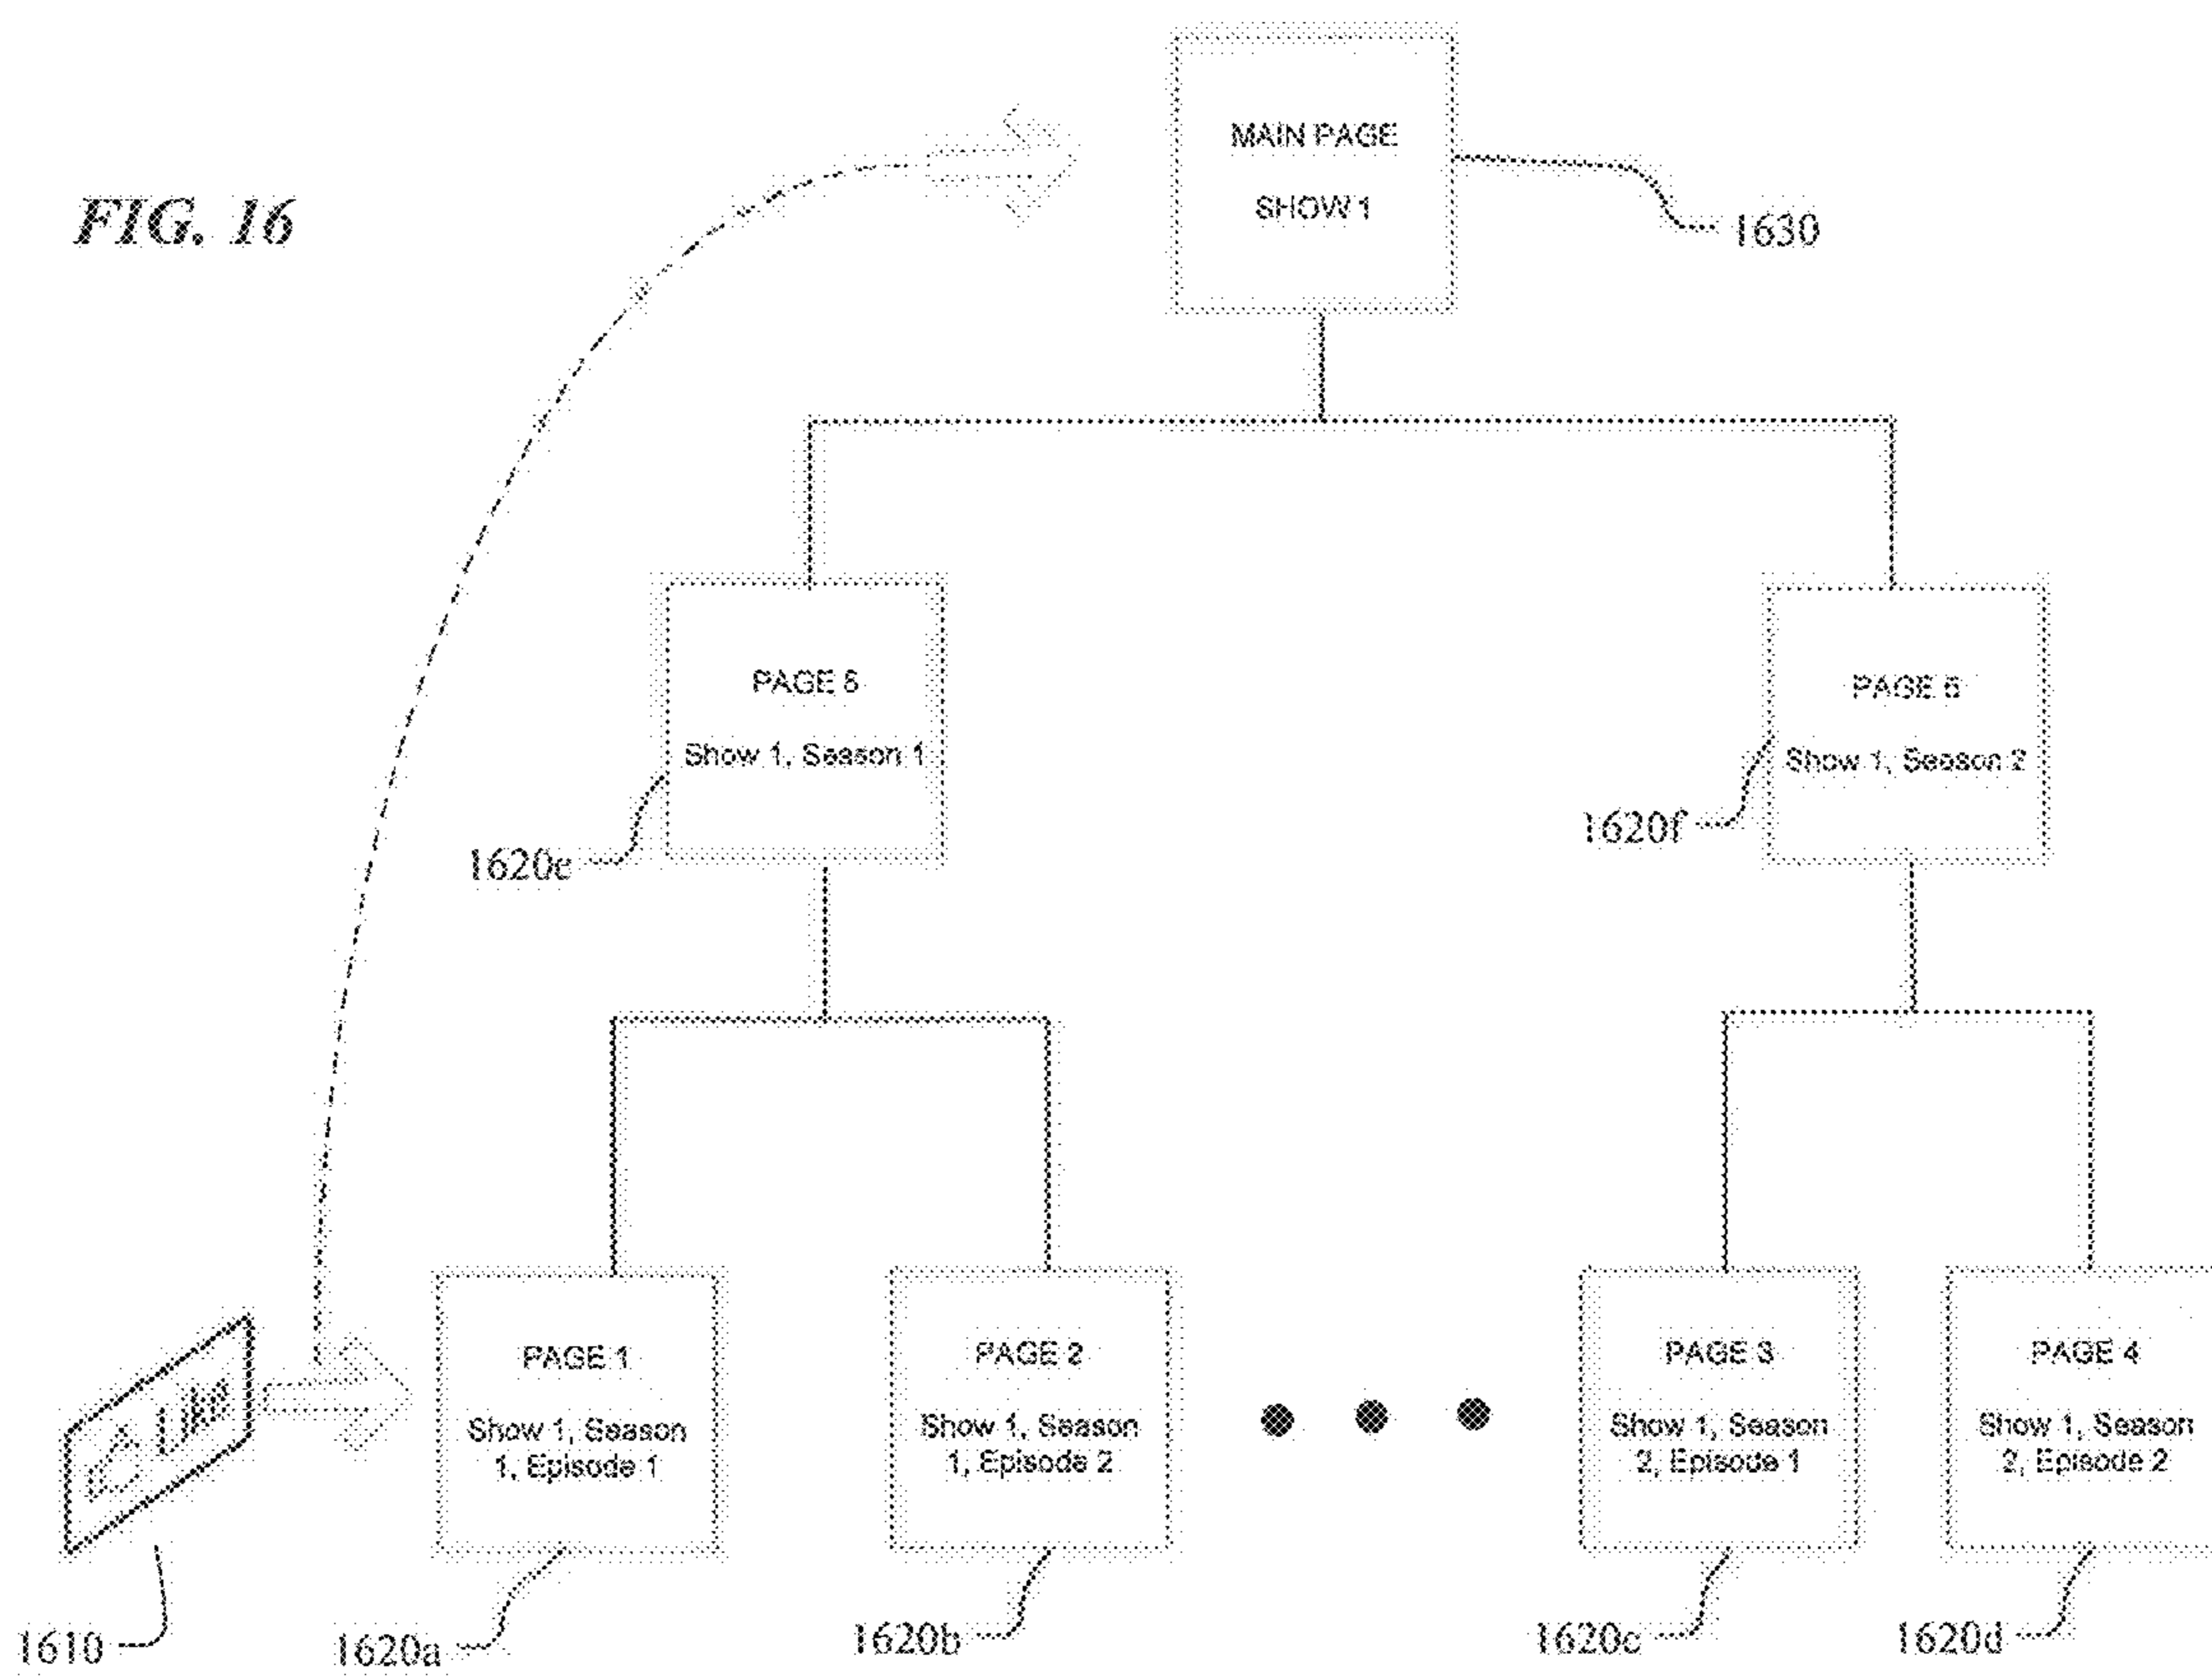 FIG. 16
MAIN PAGE
SHOW 1
1630
PAGE 5
Show 1, Season 1
1620e
PAGE 6
Show 1, Season 2
1620f
Like
PAGE 1
Show 1, Season
1, Episode 1
PAGE 2
Show 1, Season
1, Episode 2
PAGE 3
Show 1, Season
2, Episode 1
PAGE 4
Show 1, Season
2, Episode 2
1610
1620a
1620b
1620c
1620d